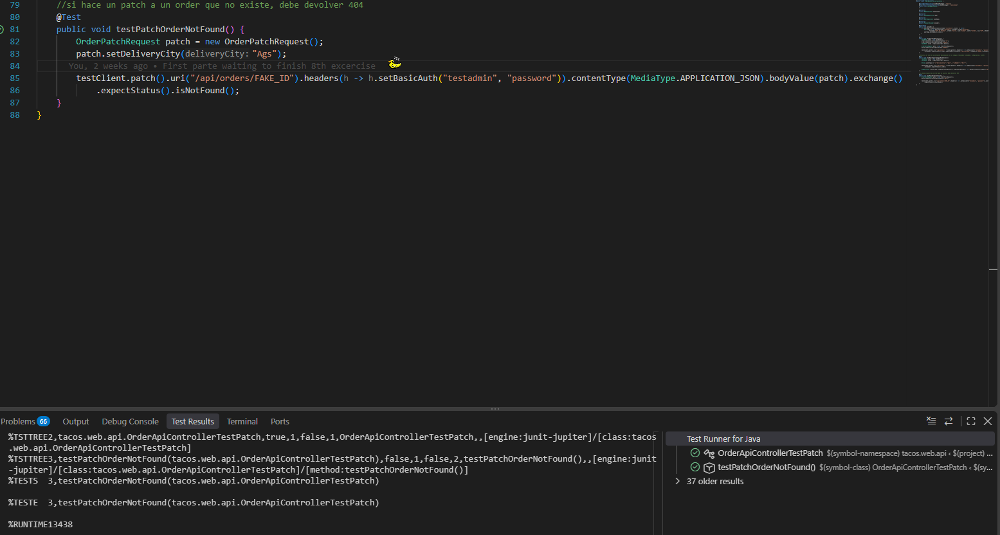 79 //si hace un patch a un order que no existe, debe devolver 404
80 @Test
81 public void testPatchOrderNotFound() {
82 OrderPatchRequest patch = new OrderPatchRequest();
83 patch.setDeliveryCity(deliveryCity: "Ags");
84 You, 2 weeks ago • First parte waiting to finish 8th excercise
85 testClient.patch().uri("/api/orders/FAKE_ID").headers(h -> h.setBasicAuth("testadmin", "password")).contentType(MediaType.APPLICATION_JSON).bodyValue(patch).exchange()
86 .expectStatus().isNotFound();
87 }
88 }
Problems 66 Output Debug Console Test Results Terminal Ports
%TSTTREE2,tacos.web.api.OrderApiControllerTestPatch,true,1,false,1,OrderApiControllerTestPatch,,[engine:junit-jupiter]/[class:tacos
.web.api.OrderApiControllerTestPatch]
%TSTTREE3,testPatchOrderNotFound(tacos.web.api.OrderApiControllerTestPatch),false,1,false,2,testPatchOrderNotFound(),,[engine:junit
-jupiter]/[class:tacos.web.api.OrderApiControllerTestPatch]/[method:testPatchOrderNotFound()]
%TESTS 3,testPatchOrderNotFound(tacos.web.api.OrderApiControllerTestPatch)
%TESTE 3,testPatchOrderNotFound(tacos.web.api.OrderApiControllerTestPatch)
%RUNTIME13438
Test Runner for Java
OrderApiControllerTestPatch $(symbol-namespace) tacos.web.api < $(project) ...
testPatchOrderNotFound() $(symbol-class) OrderApiControllerTestPatch < $(sy...
37 older results